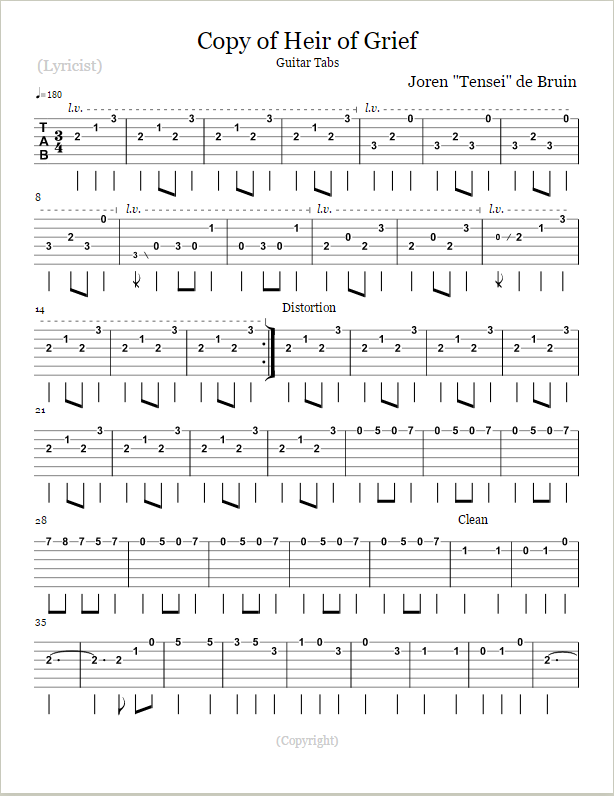 Copy of Heir of Grief
Guitar Tabs
(Lyricist)
Joren "Tensei" de Bruin
♩=180
l.v. l.v.
TAB 3/4 2 1 3 2 1 2 3 2 1 2 3 2 1 2 3 3 2 0 3 2 3 0 3 2 3 0
8
l.v. l.v. l.v.
3 2 3 0 3 0 3 0 1 0 3 0 1 2 0 2 3 2 0 2 3 0 2 1 3
14
Distortion
2 1 2 3 2 1 2 3 2 1 2 3 2 1 2 3 2 1 2 3 2 1 2 3 2 1 2 3
21
2 1 2 3 2 1 2 3 2 1 2 3 2 1 2 3 0 5 0 7 0 5 0 7 0 5 0 7
28
Clean
7 8 7 5 7 0 5 0 7 0 5 0 7 0 5 0 7 0 5 0 7 1 1 0 1 0
35
2 2 2 1 0 5 5 3 5 3 1 0 3 0 3 1 1 0 1 0 2
(Copyright)